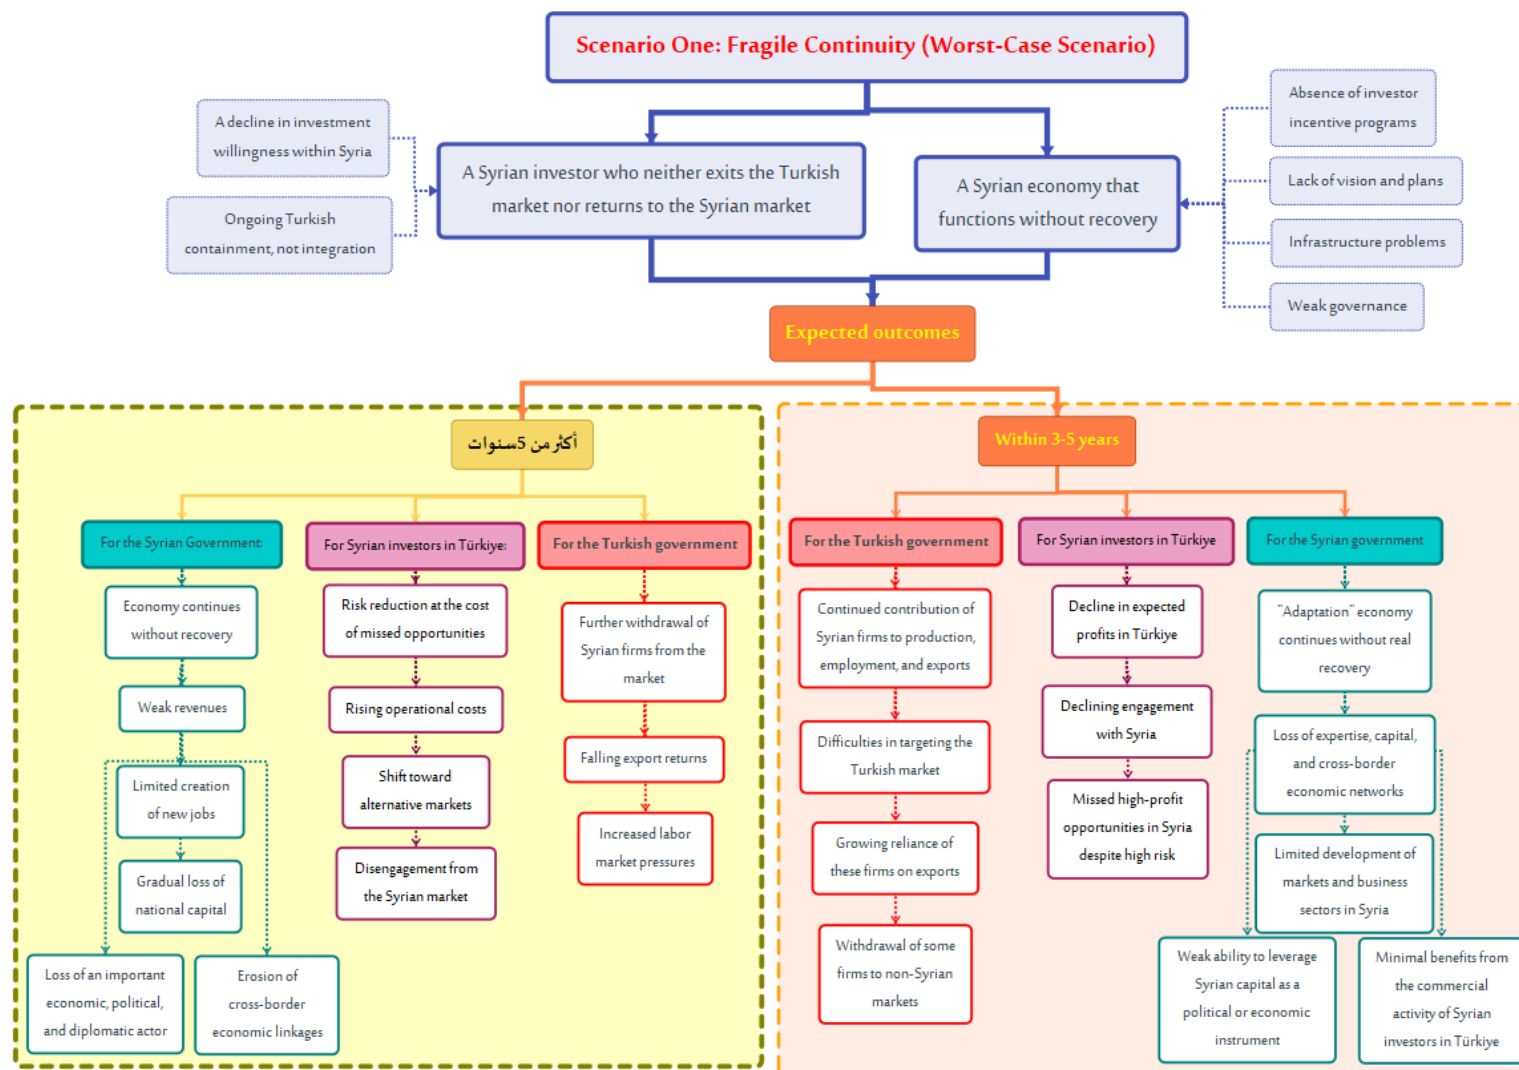 Scenario One: Fragile Continuity (Worst-Case Scenario)
A decline in investment
willingness within Syria
Ongoing Turkish
containment, not integration
A Syrian investor who neither exits the Turkish
market nor returns to the Syrian market
A Syrian economy that
functions without recovery
Absence of investor
incentive programs
Lack of vision and plans
Infrastructure problems
Weak governance
Expected outcomes
أكثر من 5سنوات
For the Syrian Government:
Economy continues
without recovery
Weak revenues
Limited creation
of new jobs
Gradual loss of
national capital
Loss of an important
economic, political,
and diplomatic actor
Erosion of
cross-border
economic linkages
For Syrian investors in Türkiye:
Risk reduction at the cost
of missed opportunities
Rising operational costs
Shift toward
alternative markets
Disengagement from
the Syrian market
For the Turkish government
Further withdrawal of
Syrian firms from the
market
Falling export returns
Increased labor
market pressures
Within 3-5 years
For the Turkish government
Continued contribution of
Syrian firms to production,
employment, and exports
Difficulties in targeting the
Turkish market
Growing reliance of
these firms on exports
Withdrawal of some
firms to non-Syrian
markets
For Syrian investors in Türkiye
Decline in expected
profits in Türkiye
Declining engagement
with Syria
Missed high-profit
opportunities in Syria
despite high risk
For the Syrian government
"Adaptation" economy
continues without real
recovery
Loss of expertise, capital,
and cross-border
economic networks
Limited development of
markets and business
sectors in Syria
Weak ability to leverage
Syrian capital as a
political or economic
instrument
Minimal benefits from
the commercial
activity of Syrian
investors in Türkiye